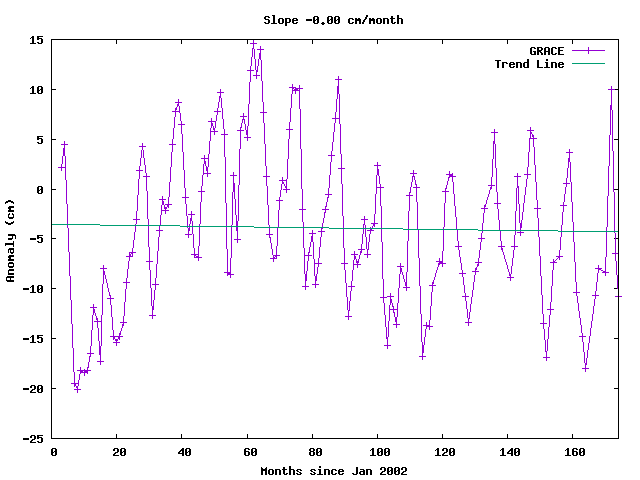 Slope -0.00 cm/month
GRACE
Trend Line
15
10
5
0
-5
-10
-15
-20
-25
Anomaly (cm)
0 20 40 60 80 100 120 140 160
Months since Jan 2002